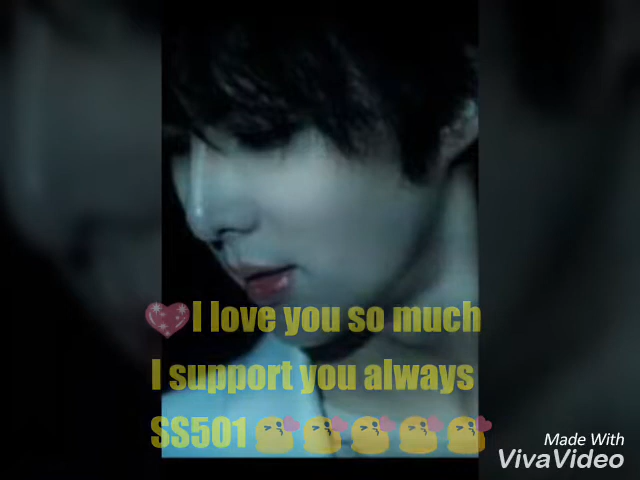 💖I love you so much
I support you always
SS501 😘😘😘😘😘
Made With
VivaVideo